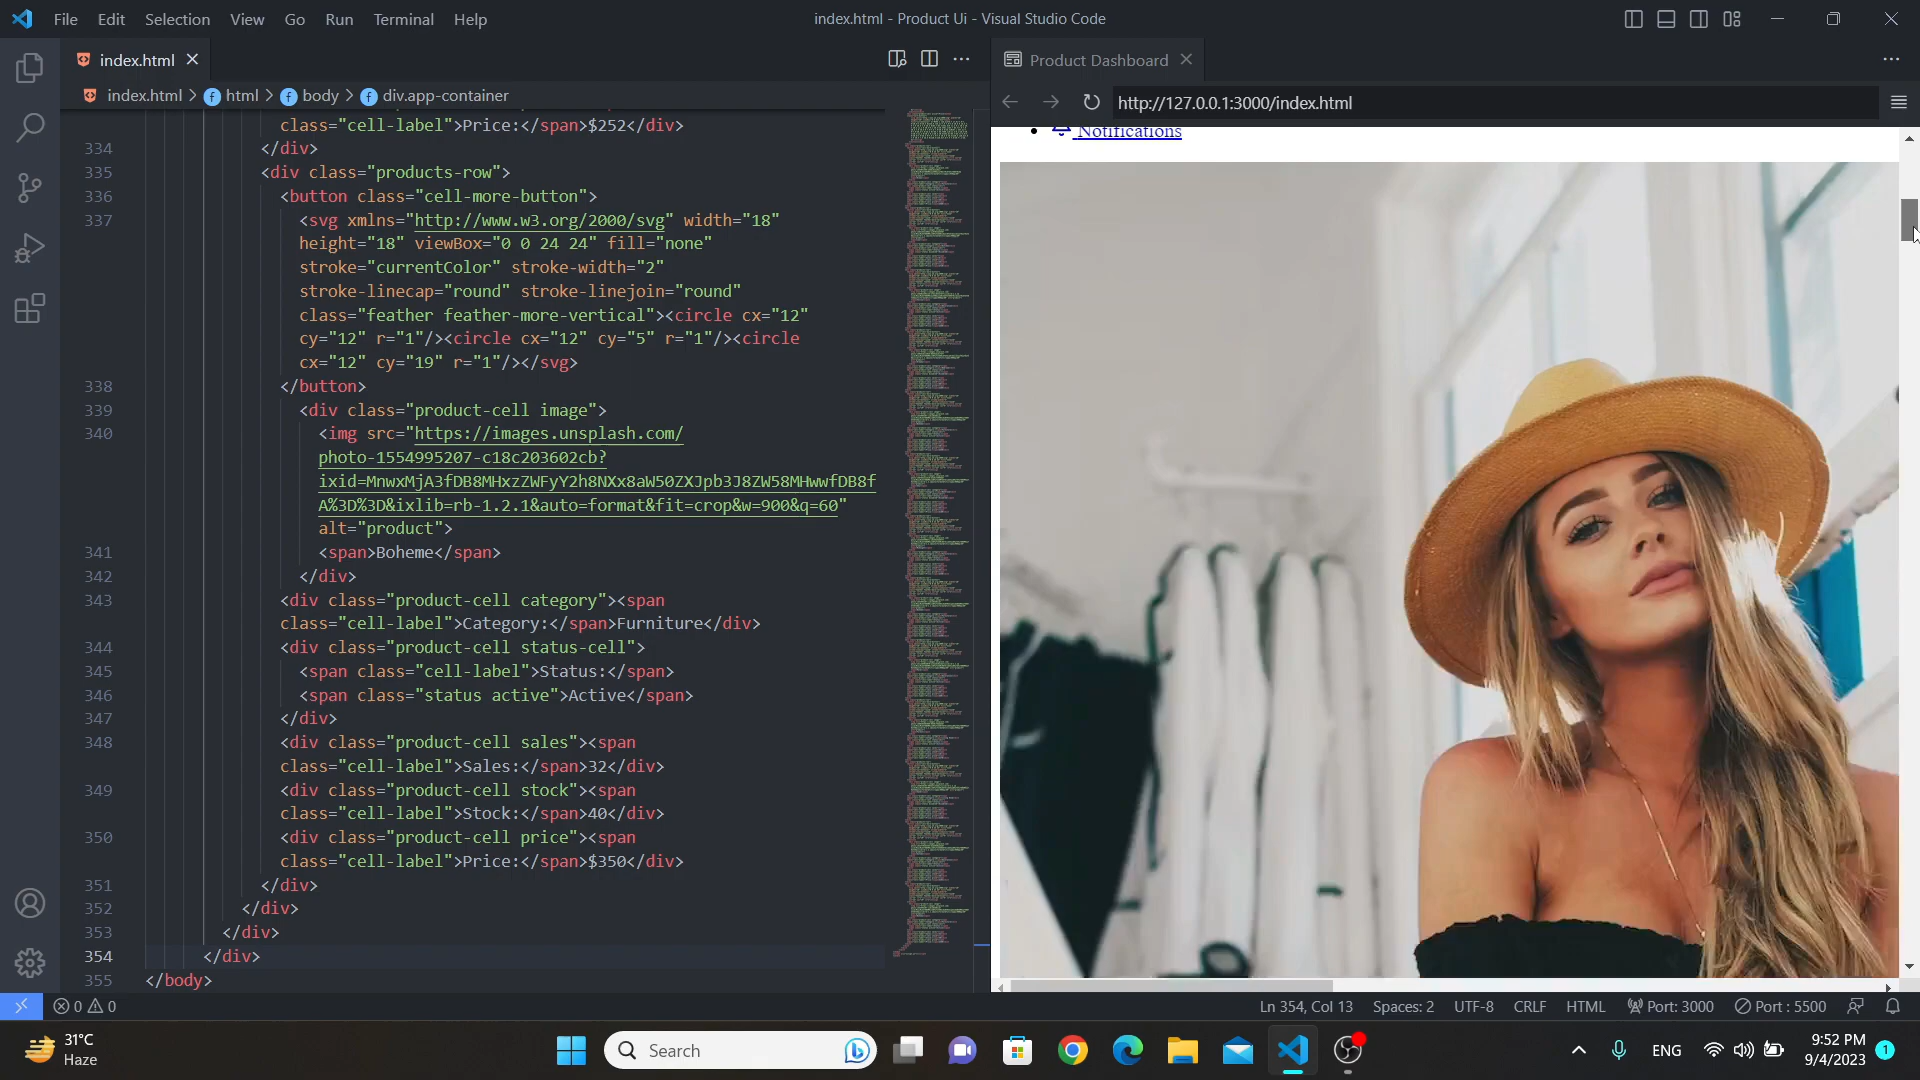 File Edit Selection View Go Run Terminal Help
index.html - Product Ui - Visual Studio Code
index.html
Product Dashboard
index.html > html > body > div.app-container
http://127.0.0.1:3000/index.html
class="cell-label">Price:</span>$252</div>
334 </div>
335 <div class="products-row">
336 <button class="cell-more-button">
337 <svg xmlns="http://www.w3.org/2000/svg" width="18"
height="18" viewBox="0 0 24 24" fill="none"
stroke="currentColor" stroke-width="2"
stroke-linecap="round" stroke-linejoin="round"
class="feather feather-more-vertical"><circle cx="12"
cy="12" r="1"/><circle cx="12" cy="5" r="1"/><circle
cx="12" cy="19" r="1"/></svg>
338 </button>
339 <div class="product-cell image">
340 <img src="https://images.unsplash.com/
photo-1554995207-c18c203602cb?
ixid=MnwxMjA3fDB8MHxzZWFyY2h8NXx8aW50ZXJpb3J8ZW58MHwwfDB8f
A%3D%3D&ixlib=rb-1.2.1&auto=format&fit=crop&w=900&q=60"
alt="product">
341 <span>Boheme</span>
342 </div>
343 <div class="product-cell category"><span
class="cell-label">Category:</span>Furniture</div>
344 <div class="product-cell status-cell">
345 <span class="cell-label">Status:</span>
346 <span class="status active">Active</span>
347 </div>
348 <div class="product-cell sales"><span
class="cell-label">Sales:</span>32</div>
349 <div class="product-cell stock"><span
class="cell-label">Stock:</span>40</div>
350 <div class="product-cell price"><span
class="cell-label">Price:</span>$350</div>
351 </div>
352 </div>
353 </div>
354 </div>
355 </body>
Notifications
0 0
Ln 354, Col 13 Spaces: 2 UTF-8 CRLF HTML Port: 3000 Port : 5500
31°C
Haze
Search
ENG
9:52 PM
9/4/2023
1